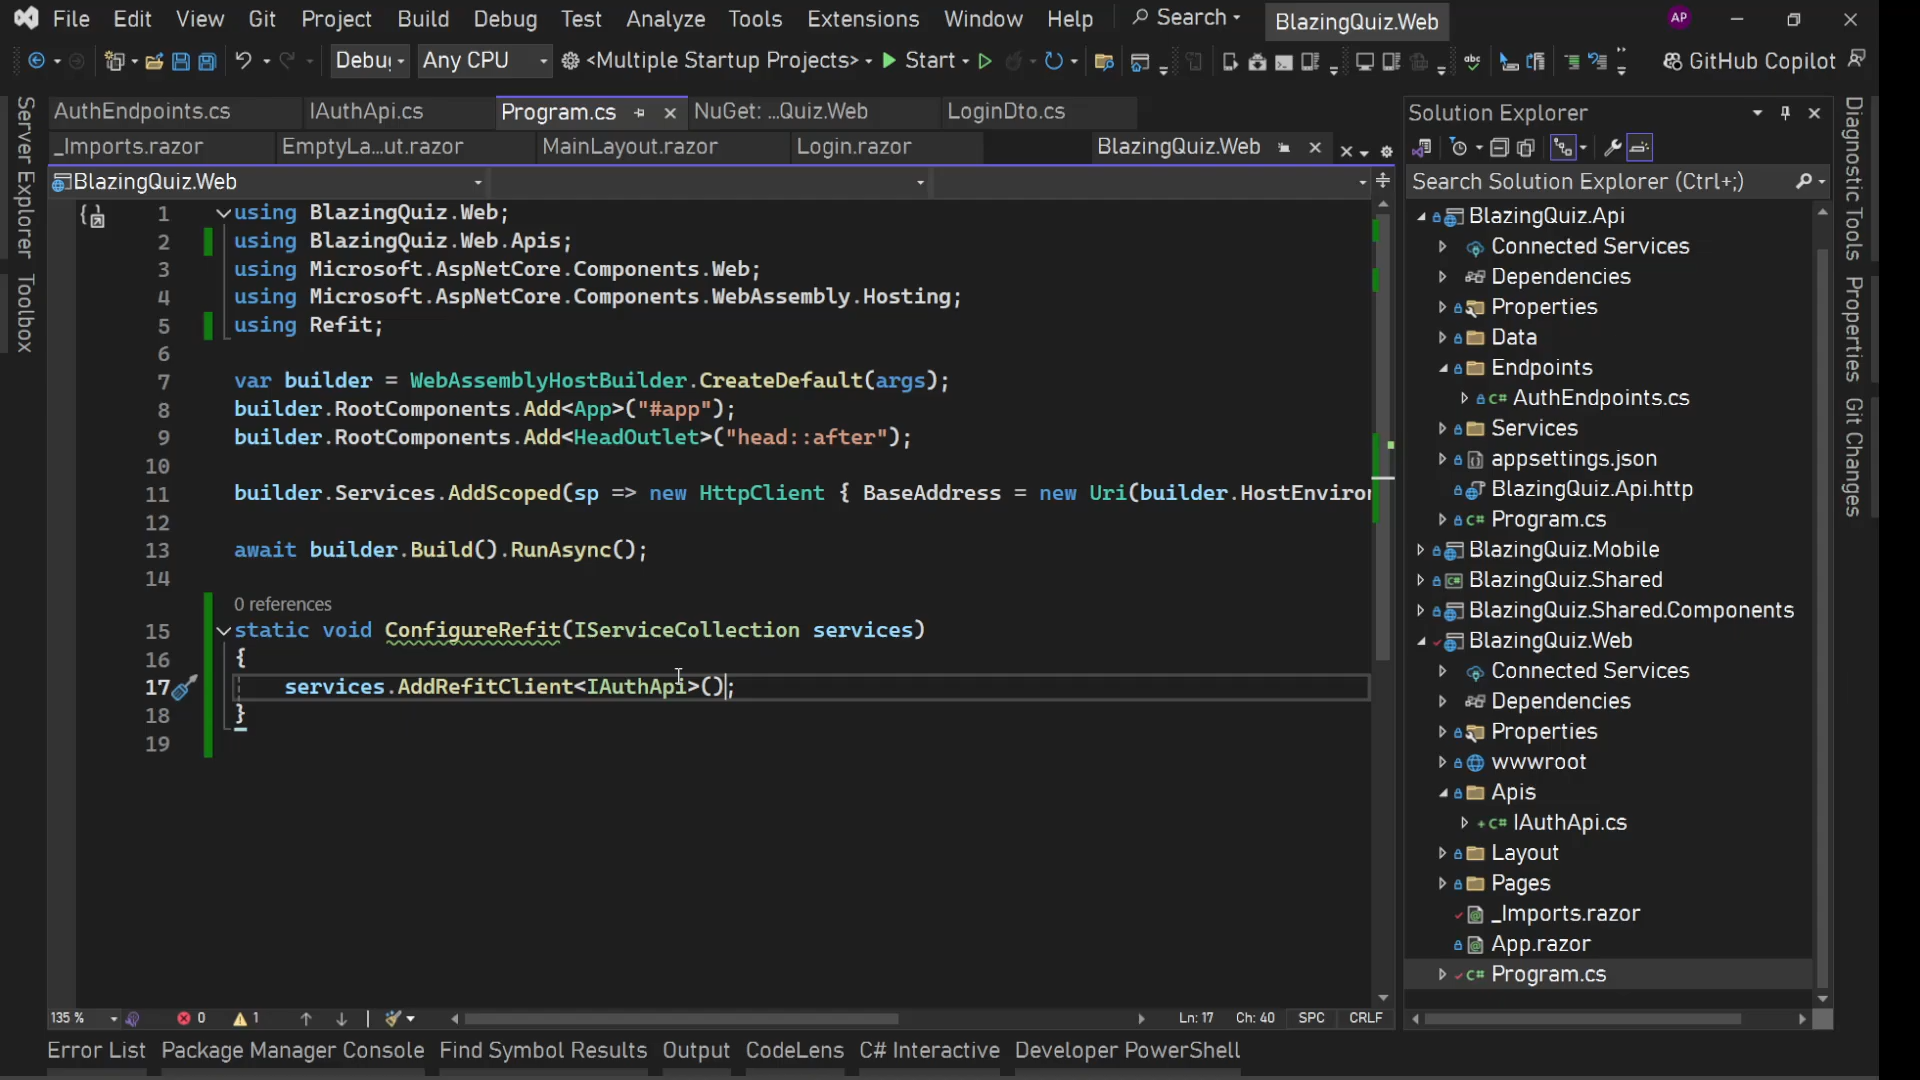 File Edit View Git Project Build Debug Test Analyze Tools Extensions Window Help Search BlazingQuiz.Web AP
Debug Any CPU <Multiple Startup Projects> Start GitHub Copilot
AuthEndpoints.cs IAuthApi.cs Program.cs NuGet: ...Quiz.Web LoginDto.cs
_Imports.razor EmptyLa...ut.razor MainLayout.razor Login.razor BlazingQuiz.Web
BlazingQuiz.Web
1 using BlazingQuiz.Web;
2 using BlazingQuiz.Web.Apis;
3 using Microsoft.AspNetCore.Components.Web;
4 using Microsoft.AspNetCore.Components.WebAssembly.Hosting;
5 using Refit;
6
7 var builder = WebAssemblyHostBuilder.CreateDefault(args);
8 builder.RootComponents.Add<App>("#app");
9 builder.RootComponents.Add<HeadOutlet>("head::after");
10
11 builder.Services.AddScoped(sp => new HttpClient { BaseAddress = new Uri(builder.HostEnviron
12
13 await builder.Build().RunAsync();
14
0 references
15 static void ConfigureRefit(IServiceCollection services)
16 {
17 services.AddRefitClient<IAuthApi>();
18 }
19
135 % 0 1 Ln: 17 Ch: 40 SPC CRLF
Error List Package Manager Console Find Symbol Results Output CodeLens C# Interactive Developer PowerShell
Server Explorer
Toolbox
Solution Explorer
Search Solution Explorer (Ctrl+;)
BlazingQuiz.Api
Connected Services
Dependencies
Properties
Data
Endpoints
C# AuthEndpoints.cs
Services
appsettings.json
BlazingQuiz.Api.http
C# Program.cs
BlazingQuiz.Mobile
BlazingQuiz.Shared
BlazingQuiz.Shared.Components
BlazingQuiz.Web
Connected Services
Dependencies
Properties
wwwroot
Apis
C# IAuthApi.cs
Layout
Pages
_Imports.razor
App.razor
C# Program.cs
Diagnostic Tools
Properties
Git Changes